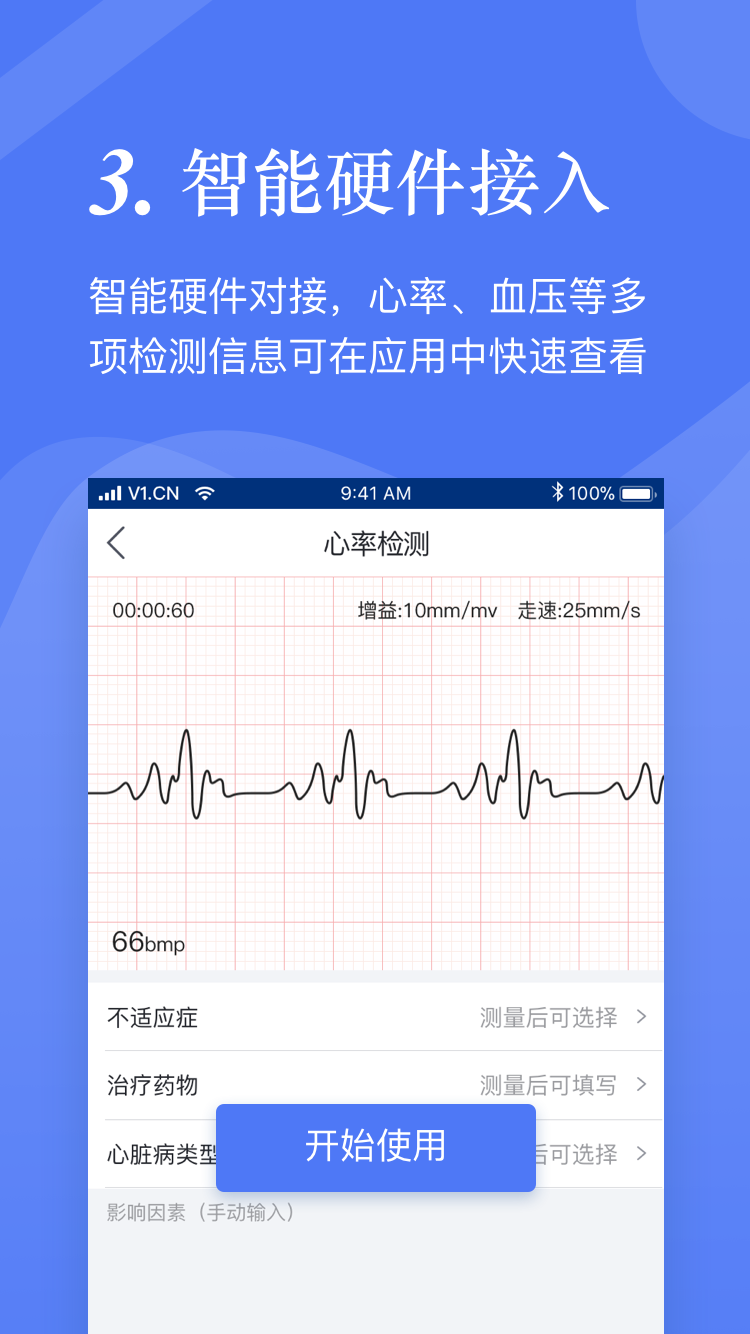 3. 智能硬件接入
智能硬件对接，心率、血压等多
项检测信息可在应用中快速查看
V1.CN 9:41 AM 100%
心率检测
00:00:60 增益:10mm/mv 走速:25mm/s
66bmp
不适应症 测量后可选择
治疗药物 测量后可填写
心脏病类型 后可选择
开始使用
影响因素（手动输入）